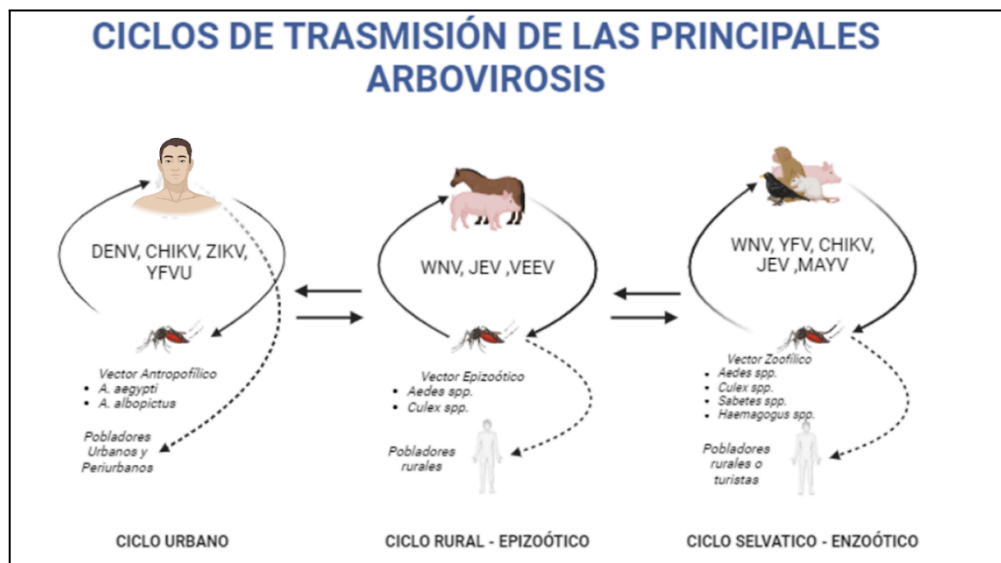 CICLOS DE TRASMISIÓN DE LAS PRINCIPALES
ARBOVIROSIS
DENV, CHIKV, ZIKV,
YFVU
Vector Antropofílico
• A. aegypti
• A. albopictus
Pobladores
Urbanos y
Periurbanos
CICLO URBANO
WNV, JEV ,VEEV
Vector Epizoótico
• Aedes spp.
• Culex spp.
Pobladores
rurales
CICLO RURAL - EPIZOÓTICO
WNV, YFV, CHIKV,
JEV ,MAYV
Vector Zoofílico
• Aedes spp.
• Culex spp.
• Sabetes spp.
• Haemagogus spp.
Pobladores
rurales o
turistas
CICLO SELVATICO - ENZOÓTICO